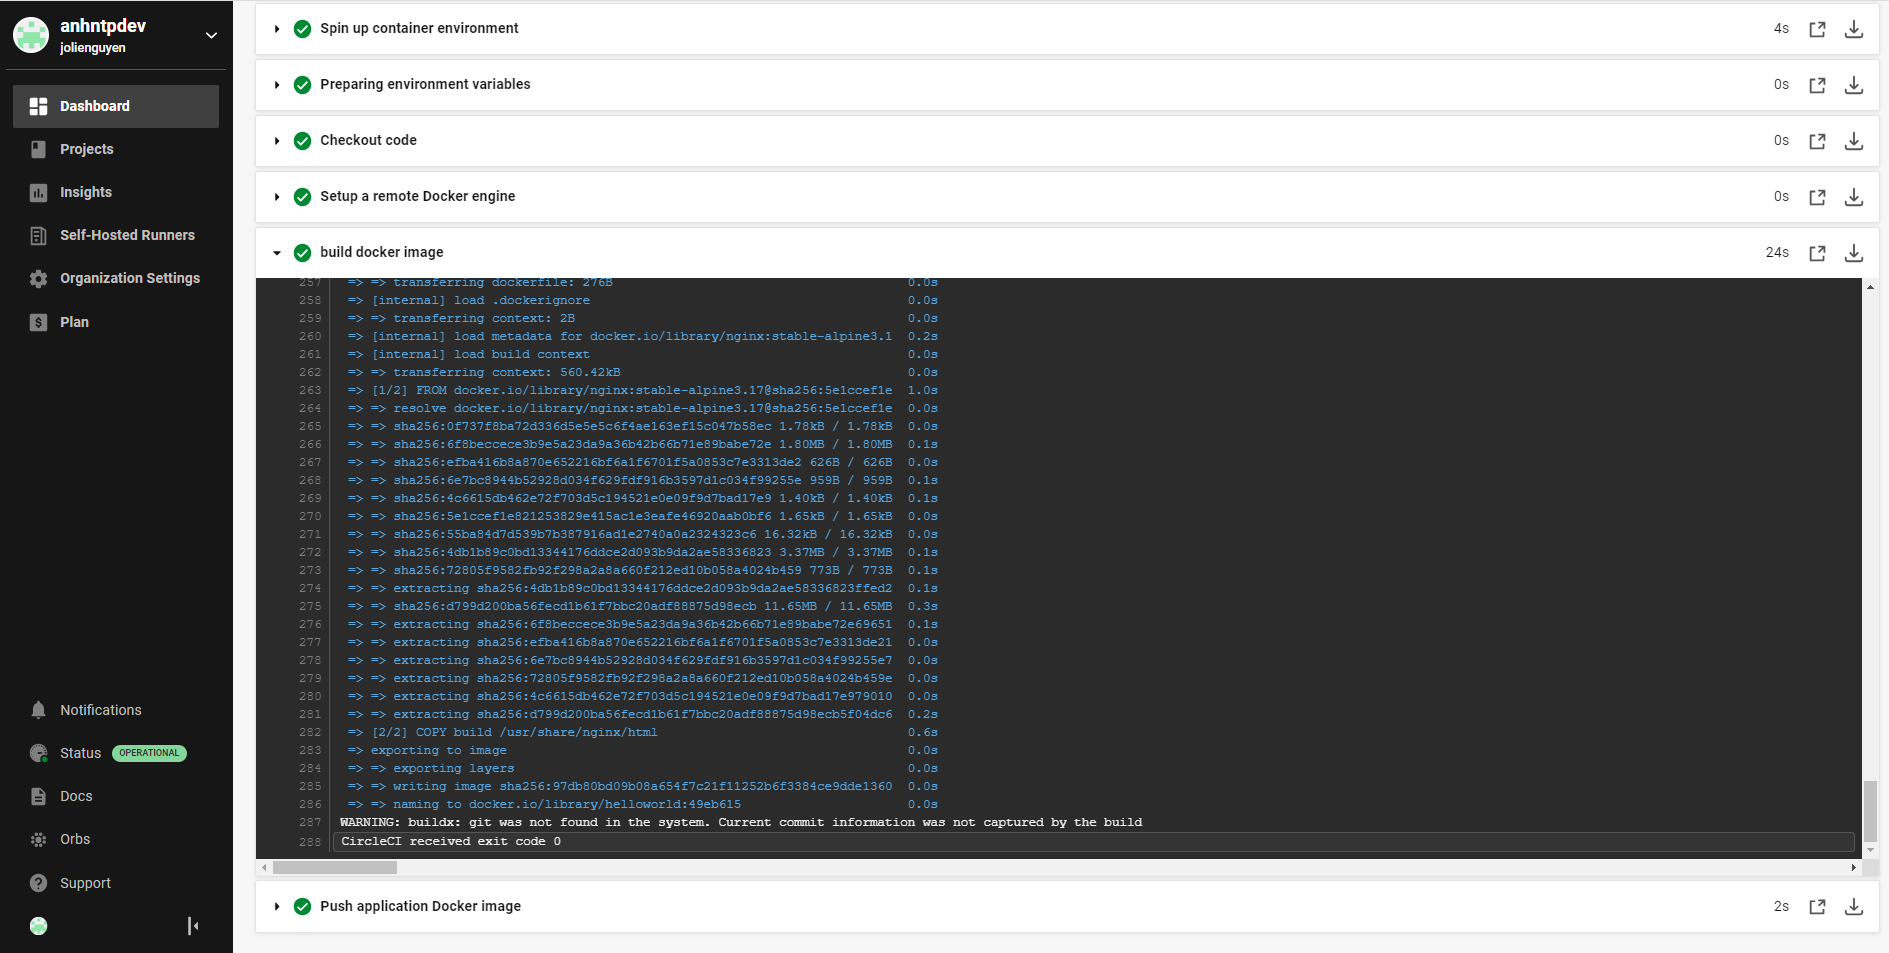 anhntpdev
jolienguyen
Dashboard
Projects
Insights
Self-Hosted Runners
Organization Settings
Plan
Notifications
Status OPERATIONAL
Docs
Orbs
Support
Spin up container environment 4s
Preparing environment variables 0s
Checkout code 0s
Setup a remote Docker engine 0s
build docker image 24s
257 => => transferring dockerfile: 276B 0.0s
258 => [internal] load .dockerignore 0.0s
259 => => transferring context: 2B 0.0s
260 => [internal] load metadata for docker.io/library/nginx:stable-alpine3.1 0.2s
261 => [internal] load build context 0.0s
262 => => transferring context: 560.42kB 0.0s
263 => [1/2] FROM docker.io/library/nginx:stable-alpine3.17@sha256:5e1ccef1e 1.0s
264 => => resolve docker.io/library/nginx:stable-alpine3.17@sha256:5e1ccef1e 0.0s
265 => => sha256:0f737f8ba72d336d5e5e5c6f4ae163ef15c047b58ec 1.78kB / 1.78kB 0.0s
266 => => sha256:6f8beccece3b9e5a23da9a36b42b66b71e89babe72e 1.80MB / 1.80MB 0.1s
267 => => sha256:efba416b8a870e652216bf6a1f6701f5a0853c7e3313de2 626B / 626B 0.0s
268 => => sha256:6e7bc8944b52928d034f629fdf916b3597d1c034f99255e 959B / 959B 0.1s
269 => => sha256:4c6615db462e72f703d5c194521e0e09f9d7bad17e9 1.40kB / 1.40kB 0.1s
270 => => sha256:5e1ccef1e821253829e415ac1e3eafe46920aab0bf6 1.65kB / 1.65kB 0.0s
271 => => sha256:55ba84d7d539b7b387916ad1e2740a0a2324323c6 16.32kB / 16.32kB 0.0s
272 => => sha256:4db1b89c0bd13344176ddce2d093b9da2ae58336823 3.37MB / 3.37MB 0.1s
273 => => sha256:72805f9582fb92f298a2a8a660f212ed10b058a4024b459 773B / 773B 0.1s
274 => => extracting sha256:4db1b89c0bd13344176ddce2d093b9da2ae58336823ffed2 0.1s
275 => => sha256:d799d200ba56fecd1b61f7bbc20adf88875d98ecb 11.65MB / 11.65MB 0.3s
276 => => extracting sha256:6f8beccece3b9e5a23da9a36b42b66b71e89babe72e69651 0.1s
277 => => extracting sha256:efba416b8a870e652216bf6a1f6701f5a0853c7e3313de21 0.0s
278 => => extracting sha256:6e7bc8944b52928d034f629fdf916b3597d1c034f99255e7 0.0s
279 => => extracting sha256:72805f9582fb92f298a2a8a660f212ed10b058a4024b459e 0.0s
280 => => extracting sha256:4c6615db462e72f703d5c194521e0e09f9d7bad17e979010 0.0s
281 => => extracting sha256:d799d200ba56fecd1b61f7bbc20adf88875d98ecb5f04dc6 0.2s
282 => [2/2] COPY build /usr/share/nginx/html 0.6s
283 => exporting to image 0.0s
284 => => exporting layers 0.0s
285 => => writing image sha256:97db80bd09b08a654f7c21f11252b6f3384ce9dde1360 0.0s
286 => => naming to docker.io/library/helloworld:49eb615 0.0s
287 WARNING: buildx: git was not found in the system. Current commit information was not captured by the build
288 CircleCI received exit code 0
Push application Docker image 2s